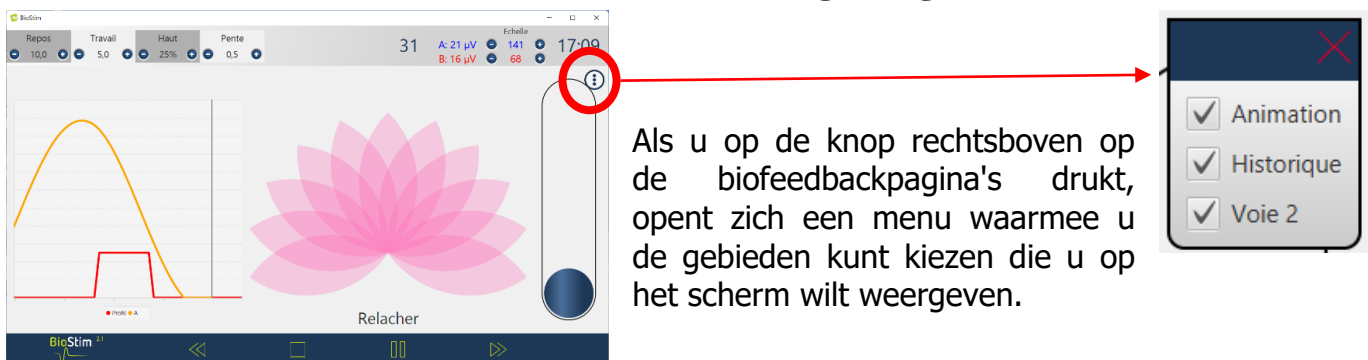 BioStim
Repos
10,0
Travail
5,0
Haut
25%
Pente
0,5
31
Echelle
A: 21 µV 141
B: 16 µV 68
17:09
Animation
Historique
Voie 2
Als u op de knop rechtsboven op
de biofeedbackpagina's drukt,
opent zich een menu waarmee u
de gebieden kunt kiezen die u op
het scherm wilt weergeven.
Profil A
Relacher
BioStim 2.1